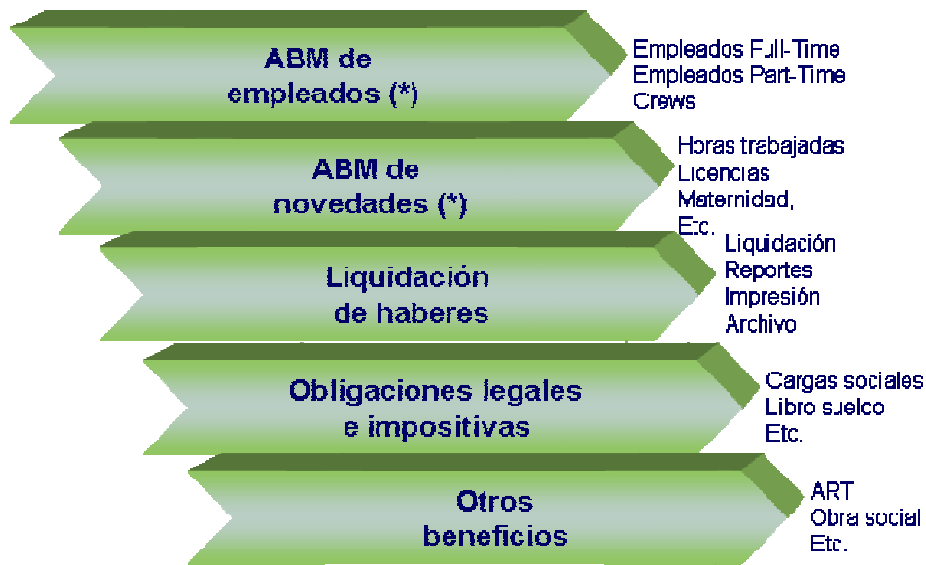 ABM de
empleados (*)
Empleados Full-Time
Empleados Part-Time
Crews
ABM de
novedades (*)
Horas trabajadas
Licencias
Maternidad,
Etc.
Liquidación
de haberes
Liquidación
Reportes
Impresión
Archivo
Obligaciones legales
e impositivas
Cargas sociales
Libro suelco
Etc.
Otros
beneficios
ART
Obra social
Etc.